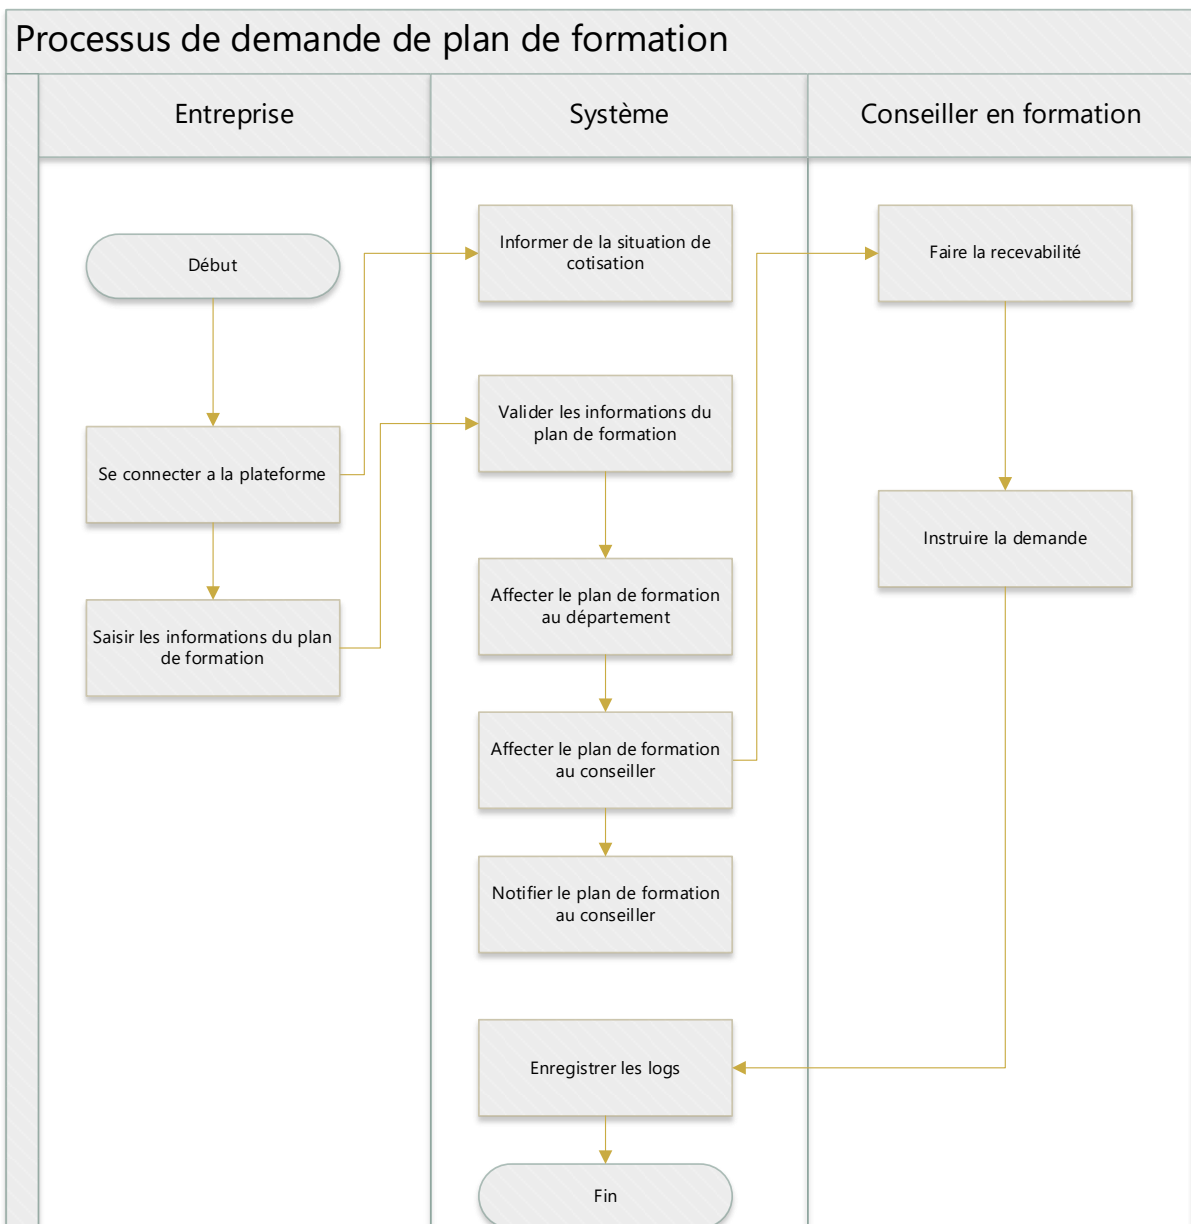 Processus de demande de plan de formation
Entreprise
Système
Conseiller en formation
Début
Se connecter a la plateforme
Saisir les informations du plan
de formation
Informer de la situation de
cotisation
Valider les informations du
plan de formation
Affecter le plan de formation
au département
Affecter le plan de formation
au conseiller
Notifier le plan de formation
au conseiller
Enregistrer les logs
Fin
Faire la recevabilité
Instruire la demande